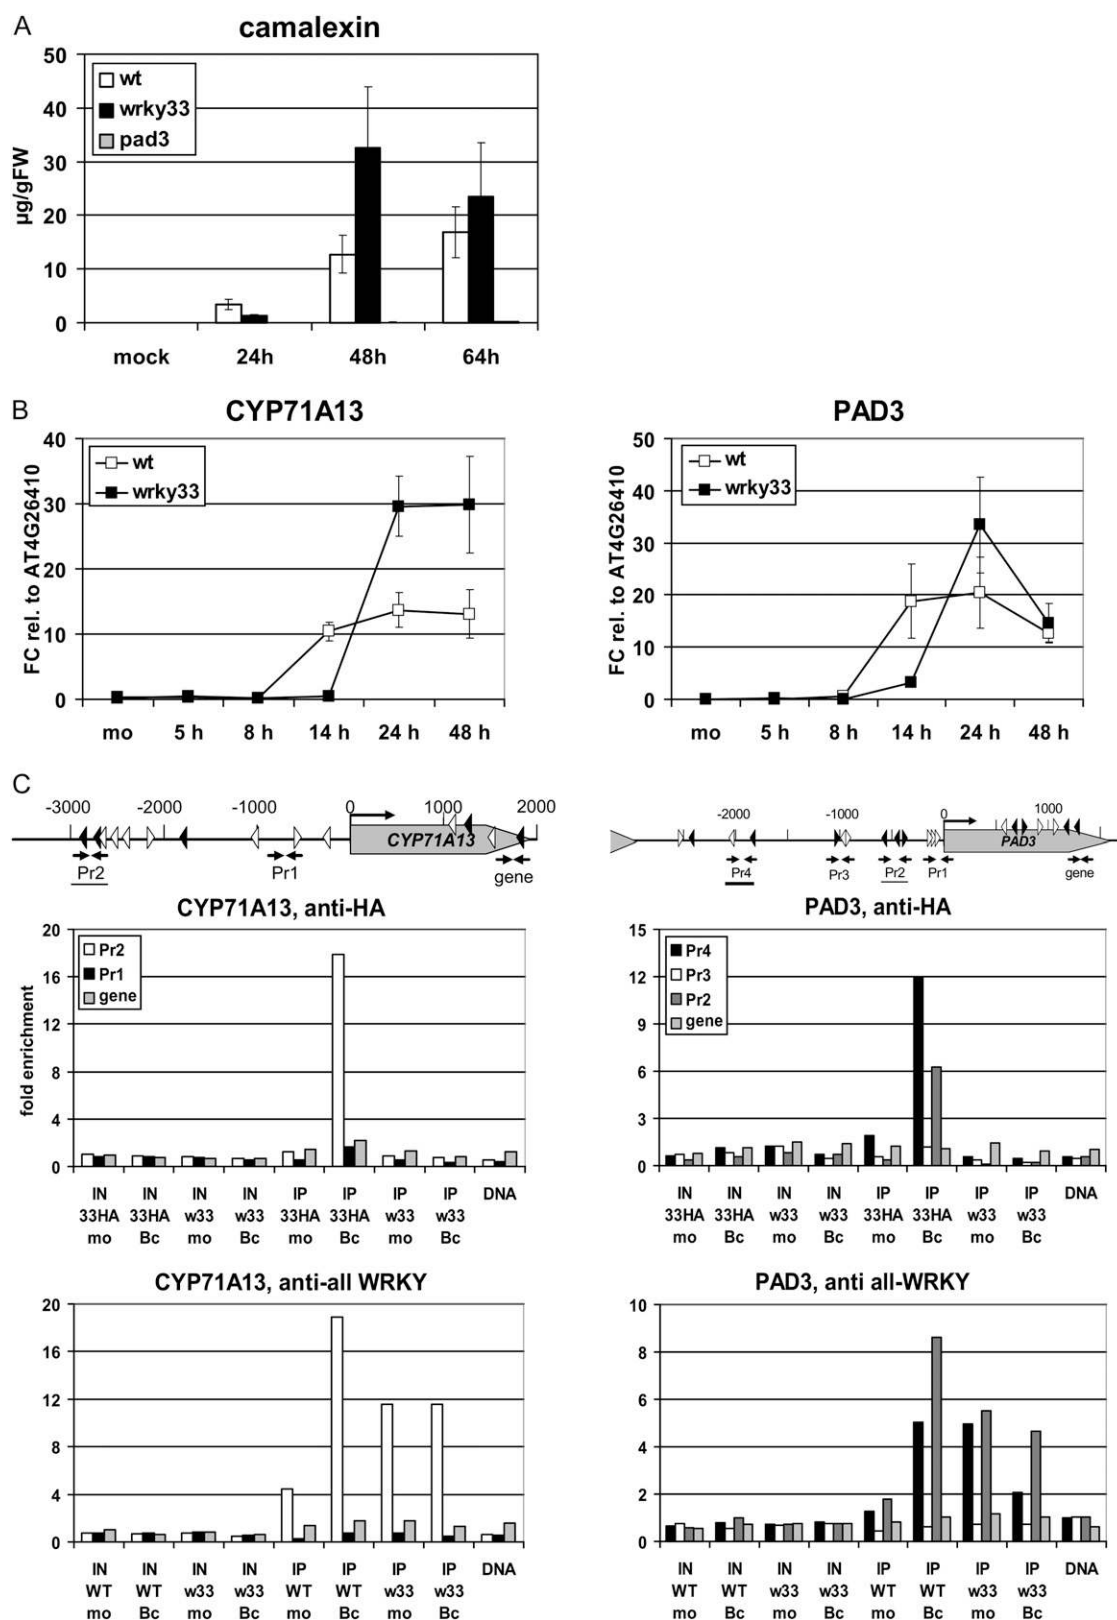 A
camalexin
50
40
30
20
10
0
µg/gFW
wt
wrky33
pad3
mock 24h 48h 64h
B
CYP71A13
40
30
20
10
0
FC rel. to AT4G26410
wt
wrky33
mo 5 h 8 h 14 h 24 h 48 h
PAD3
50
40
30
20
10
0
FC rel. to AT4G26410
wt
wrky33
mo 5 h 8 h 14 h 24 h 48 h
C
-3000 -2000 -1000 0 1000 2000
CYP71A13
Pr2 Pr1 gene
-2000 -1000 0 1000
PAD3
Pr4 Pr3 Pr2 Pr1 gene
CYP71A13, anti-HA
20
16
12
8
4
0
fold enrichment
Pr2
Pr1
gene
IN IN IN IN IP IP IP IP DNA
33HA 33HA w33 w33 33HA 33HA w33 w33
mo Bc mo Bc mo Bc mo Bc
PAD3, anti-HA
15
12
9
6
3
0
Pr4
Pr3
Pr2
gene
IN IN IN IN IP IP IP IP DNA
33HA 33HA w33 w33 33HA 33HA w33 w33
mo Bc mo Bc mo Bc mo Bc
CYP71A13, anti-all WRKY
20
16
12
8
4
0
IN IN IN IN IP IP IP IP DNA
WT WT w33 w33 WT WT w33 w33
mo Bc mo Bc mo Bc mo Bc
PAD3, anti all-WRKY
10
8
6
4
2
0
IN IN IN IN IP IP IP IP DNA
WT WT w33 w33 WT WT w33 w33
mo Bc mo Bc mo Bc mo Bc